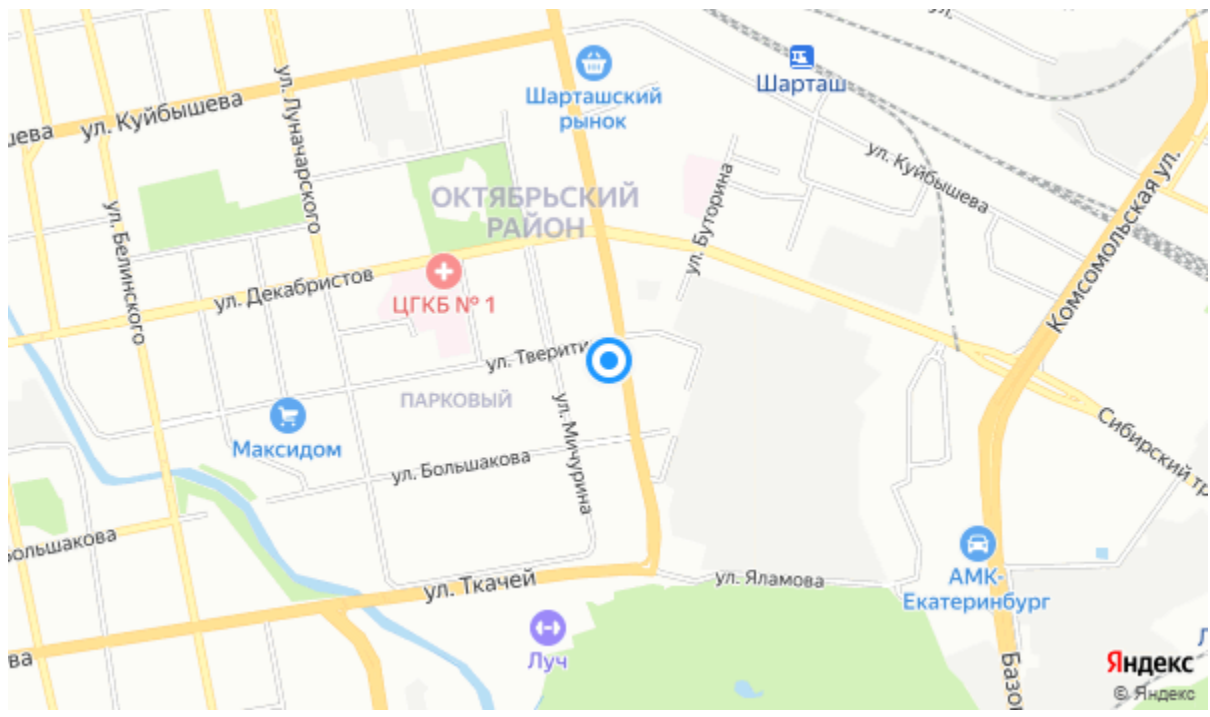 ул. Куйбышева
ул. Луначарского
Шарташский
рынок
Шарташ
ул. Куйбышева
Комсомольская ул.
ОКТЯБРЬСКИЙ
РАЙОН
ул. Буторина
ул. Белинского
ул. Декабристов
ЦГКБ № 1
ул. Тверити
ПАРКОВЫЙ
Максидом
ул. Большакова
ул. Мичурина
Сибирский тр
Большакова
ул. Ткачей
ул. Яламова
АМК-
Екатеринбург
Луч
Базов
Яндекс
© Яндекс